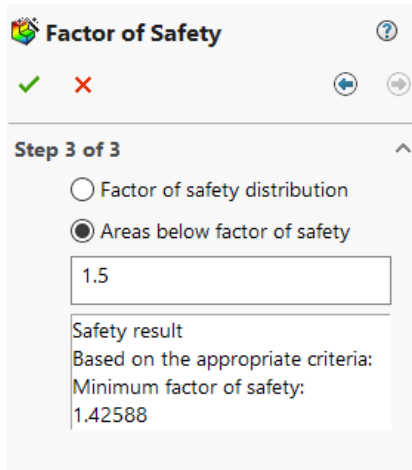 Factor of Safety
Step 3 of 3
Factor of safety distribution
Areas below factor of safety
1.5
Safety result
Based on the appropriate criteria:
Minimum factor of safety:
1.42588